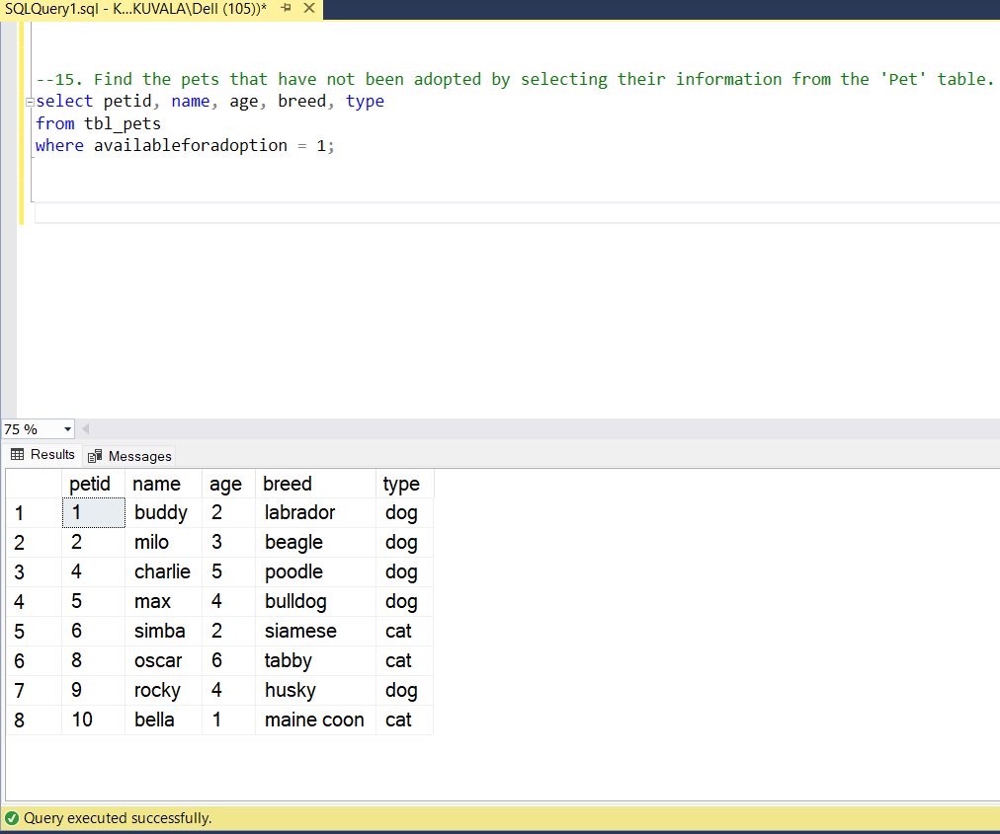 SQLQuery1.sql - K...KUVALA\Dell (105))*
--15. Find the pets that have not been adopted by selecting their information from the 'Pet' table.
select petid, name, age, breed, type
from tbl_pets
where availableforadoption = 1;
75 %
Results Messages
petid name age breed type
1 1 buddy 2 labrador dog
2 2 milo 3 beagle dog
3 4 charlie 5 poodle dog
4 5 max 4 bulldog dog
5 6 simba 2 siamese cat
6 8 oscar 6 tabby cat
7 9 rocky 4 husky dog
8 10 bella 1 maine coon cat
Query executed successfully.